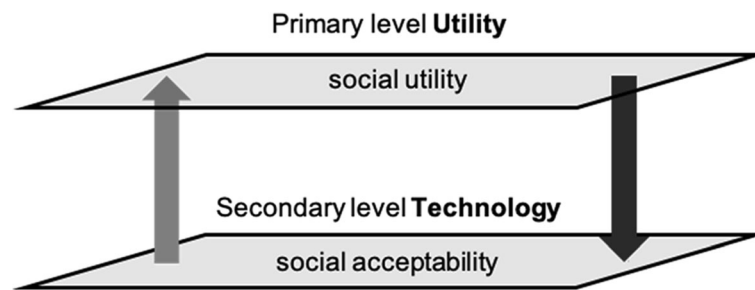 Primary level Utility
social utility
Secondary level Technology
social acceptability